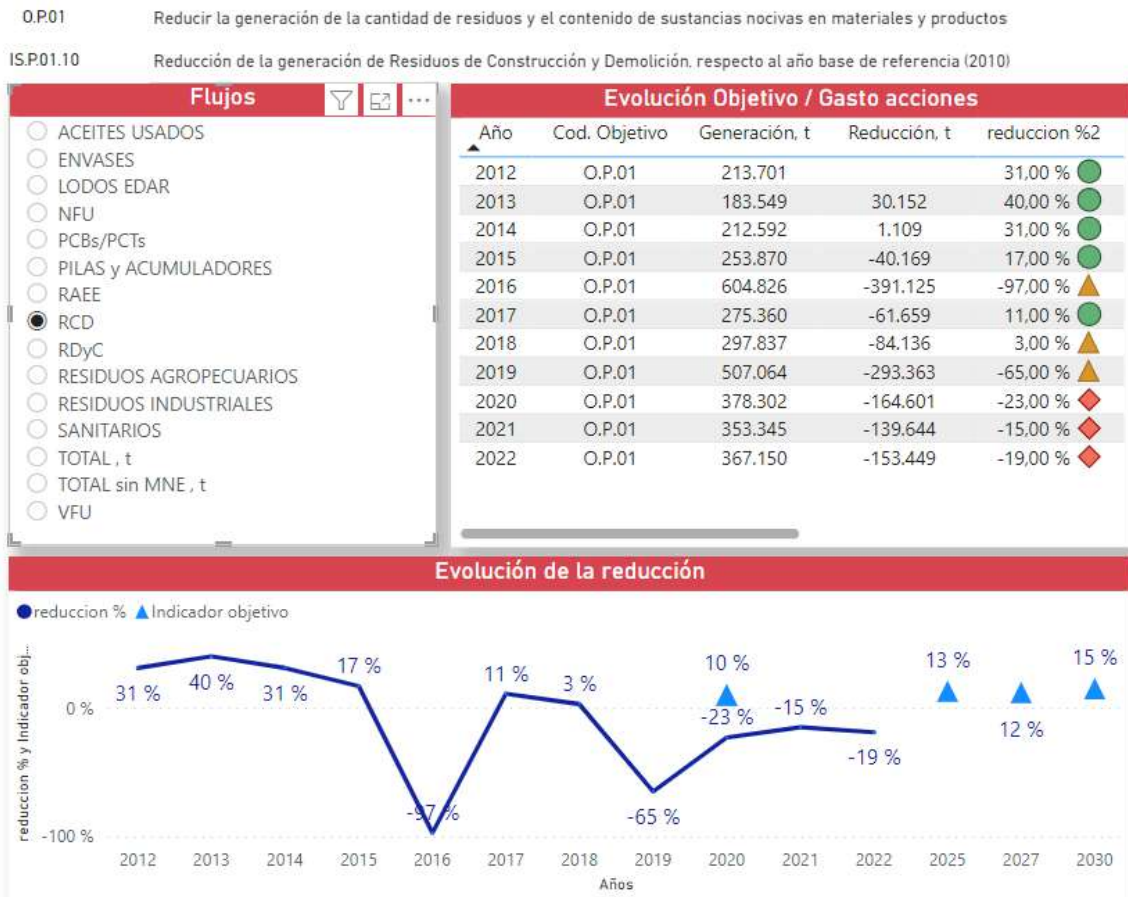 O.P.01 Reducir la generación de la cantidad de residuos y el contenido de sustancias nocivas en materiales y productos
IS.P.01.10 Reducción de la generación de Residuos de Construcción y Demolición. respecto al año base de referencia (2010)
Flujos
ACEITES USADOS
ENVASES
LODOS EDAR
NFU
PCBs/PCTs
PILAS y ACUMULADORES
RAEE
RCD
RDyC
RESIDUOS AGROPECUARIOS
RESIDUOS INDUSTRIALES
SANITARIOS
TOTAL , t
TOTAL sin MNE , t
VFU
Evolución Objetivo / Gasto acciones
Año Cod. Objetivo Generación, t Reducción, t reduccion %2
2012 O.P.01 213.701 31,00 %
2013 O.P.01 183.549 30.152 40,00 %
2014 O.P.01 212.592 1.109 31,00 %
2015 O.P.01 253.870 -40.169 17,00 %
2016 O.P.01 604.826 -391.125 -97,00 %
2017 O.P.01 275.360 -61.659 11,00 %
2018 O.P.01 297.837 -84.136 3,00 %
2019 O.P.01 507.064 -293.363 -65,00 %
2020 O.P.01 378.302 -164.601 -23,00 %
2021 O.P.01 353.345 -139.644 -15,00 %
2022 O.P.01 367.150 -153.449 -19,00 %
Evolución de la reducción
reduccion % Indicador objetivo
reduccion % y Indicador obj...
0 %
-100 %
31 % 40 % 31 % 17 % -97 % 11 % 3 % -65 % -23 % -15 % -19 %
10 % 13 % 12 % 15 %
2012 2013 2014 2015 2016 2017 2018 2019 2020 2021 2022 2025 2027 2030
Años